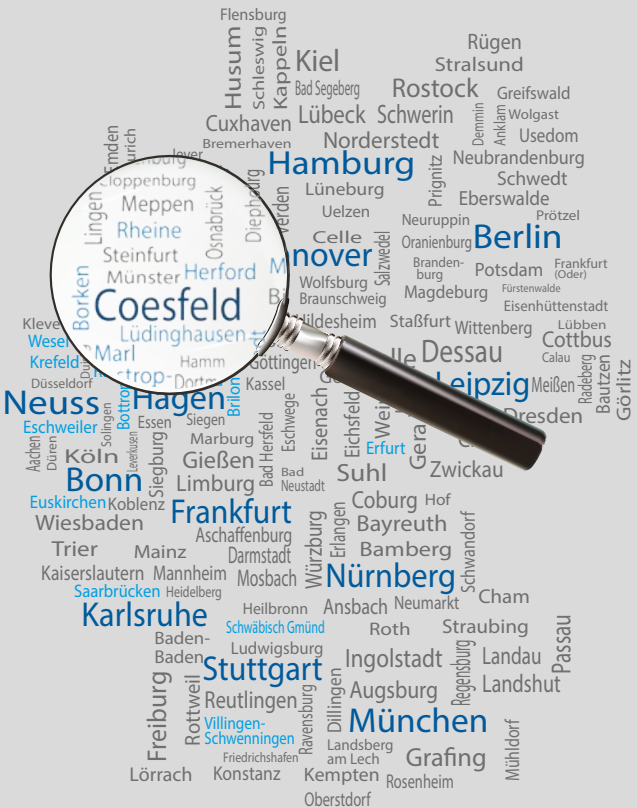 Flensburg
Husum
Schleswig
Kappeln
Kiel
Rügen
Stralsund
Bad Segeberg
Rostock
Greifswald
Cuxhaven
Lübeck
Schwerin
Demmin
Anklam
Wolgast
Usedom
Bremerhaven
Norderstedt
Emden
Hamburg
Prignitz
Neubrandenburg
Schwedt
Cloppenburg
Lüneburg
Eberswalde
Lingen
Meppen
Osnabrück
Uelzen
Neuruppin
Prötzel
Rheine
Celle
Salzwedel
Oranienburg
Berlin
Steinfurt
Münster
Herford
Wolfsburg
Branden-
burg
Potsdam
Frankfurt
(Oder)
Borken
Braunschweig
Magdeburg
Fürstenwalde
Coesfeld
Eisenhüttenstadt
Kleve
Lüdinghausen
Staßfurt
Wittenberg
Lübben
Wesel
Cottbus
Krefeld
Marl
Hamm
Göttingen
Dessau
Calau
Düsseldorf
Kassel
Leipzig
Meißen
Radeberg
Bautzen
Görlitz
Neuss
Bottrop
Hagen
Brilon
Dresden
Eschweiler
Solingen
Essen
Siegen
Eschwege
Eisenach
Eichsfeld
Aachen
Düren
Köln
Leverkusen
Siegburg
Marburg
Bad Hersfeld
Erfurt
Gera
Gießen
Bonn
Limburg
Bad
Neustadt
Suhl
Zwickau
Euskirchen
Koblenz
Frankfurt
Coburg
Hof
Wiesbaden
Aschaffenburg
Würzburg
Erlangen
Bayreuth
Schwandorf
Trier
Mainz
Darmstadt
Bamberg
Kaiserslautern
Mannheim
Mosbach
Nürnberg
Saarbrücken
Heidelberg
Karlsruhe
Heilbronn
Ansbach
Neumarkt
Cham
Schwäbisch Gmünd
Roth
Straubing
Passau
Baden-
Baden
Ludwigsburg
Ingolstadt
Regensburg
Landau
Freiburg
Rottweil
Stuttgart
Reutlingen
Dillingen
Augsburg
Landshut
Villingen-
Schwenningen
Ravensburg
München
Mühldorf
Friedrichshafen
Landsberg
am Lech
Grafing
Lörrach
Konstanz
Kempten
Rosenheim
Oberstdorf